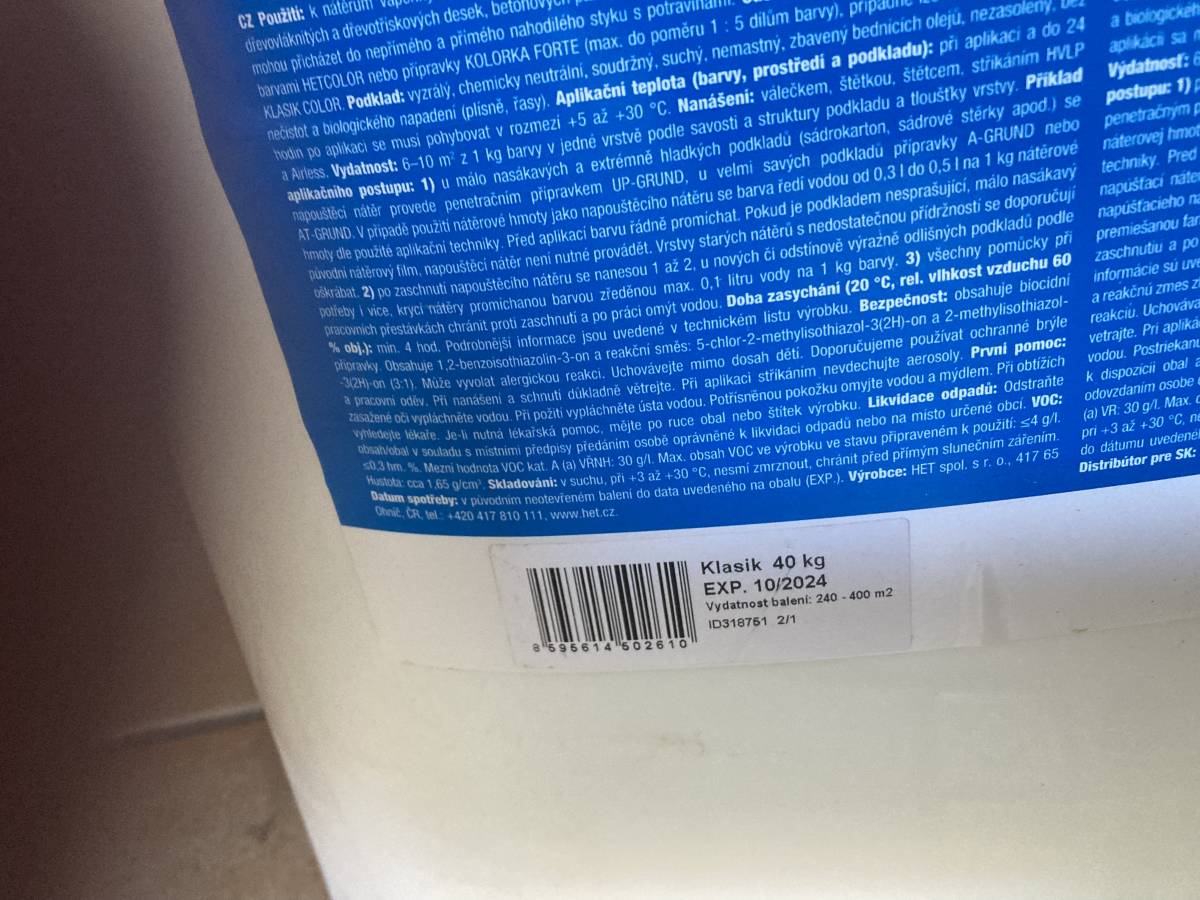 CZ Použití: k nátěrům
dřevovláknitých a dřevotřískových desek, betonových
mohou přicházet do nepřímého a přímého nahodilého styku s potravinami.
barvami HETCOLOR nebo přípravky KOLORKA FORTE (max. do poměru 1 : 5 dílům barvy), případně
KLASIK COLOR. Podklad: vyzrálý, chemicky neutrální, soudržný, suchý, nemastný, zbavený bednicích olejů, nezasolený, bez
nečistot a biologického napadení (plísně, řasy). Aplikační teplota (barvy, prostředí a podkladu): při aplikaci a do 24
hodin po aplikaci se musí pohybovat v rozmezí +5 až +30 °C. Nanášení: válečkem, štětkou, štětcem, stříkáním HVLP
a Airless. Vydatnost: 6–10 m² z 1 kg barvy v jedné vrstvě podle savosti a struktury podkladu a tloušťky vrstvy. Příklad
aplikačního postupu: 1) u málo nasákavých a extrémně hladkých podkladů (sádrokarton, sádrové stěrky apod.) se
napouštěcí nátěr provede penetračním přípravkem UP-GRUND, u velmi savých podkladů přípravky A-GRUND nebo
AT-GRUND. V případě použití nátěrové hmoty jako napouštěcího nátěru se barva ředí vodou od 0,3 l do 0,5 l na 1 kg nátěrové
hmoty dle použité aplikační techniky. Před aplikací barvu řádně promíchat. Pokud je podkladem nesprašující, málo nasákavý
původní nátěrový film, napouštěcí nátěr není nutné provádět. Vrstvy starých nátěrů s nedostatečnou přídržností se doporučují
oškrábat. 2) po zaschnutí napouštěcího nátěru se nanesou 1 až 2, u nových či odstínově výrazně odlišných podkladů podle
potřeby i více, krycí nátěry promíchanou barvou zředěnou max. 0,1 litru vody na 1 kg barvy. 3) všechny pomůcky při
pracovních přestávkách chránit proti zaschnutí a po práci omýt vodou. Doba zasychání (20 °C, rel. vlhkost vzduchu 60
% obj.): min. 4 hod. Podrobnější informace jsou uvedené v technickém listu výrobku. Bezpečnost: obsahuje biocidní
přípravky. Obsahuje 1,2-benzoisothiazolin-3-on a reakční směs: 5-chlor-2-methylisothiazol-3(2H)-on a 2-methylisothiazol-
-3(2H)-on (3:1). Může vyvolat alergickou reakci. Uchovávejte mimo dosah dětí. Doporučujeme používat ochranné brýle
a pracovní oděv. Při nanášení a schnutí důkladně větrejte. Při aplikaci stříkáním nevdechujte aerosoly. První pomoc:
zasažené oči vypláchněte vodou. Při požití vypláchněte ústa vodou. Potřísněnou pokožku omyjte vodou a mýdlem. Při obtížích
vyhledejte lékaře. Je-li nutná lékařská pomoc, mějte po ruce obal nebo štítek výrobku. Likvidace odpadů: Odstraňte
obsah/obal v souladu s místními předpisy předáním osobě oprávněné k likvidaci odpadů nebo na místo určené obcí. VOC:
≤0,3 hm. %. Mezní hodnota VOC kat. A (a) VRNH: 30 g/l. Max. obsah VOC ve výrobku ve stavu připraveném k použití: ≤4 g/l.
Hustota: cca 1,65 g/cm³. Skladování: v suchu, při +3 až +30 °C, nesmí zmrznout, chránit před přímým slunečním zářením.
Datum spotřeby: v původním neotevřeném balení do data uvedeného na obalu (EXP.). Výrobce: HET spol. s r. o., 417 65
Ohníč, ČR, tel.: +420 417 810 111, www.het.cz.
a biologického
aplikácii sa
Výdatnosť:
postupu: 1)
penetračným
náterovej hmo
techniky. Pred
napúšťací náte
napúšťacieho
premiešanou
zaschnutiu a po
informácie sú
a reakčnú zmes
reakciu. Uchová
vetrajte. Pri apliká
vodou. Postriekanú
k dispozícii obal
odovzdaním osobe
(a) VR: 30 g/l. Max.
pri +3 až +30 °C,
do dátumu uvedené
Distribútor pre SK:
Klasik 40 kg
EXP. 10/2024
Vydatnost balení: 240 - 400 m2
ID318751 2/1
8 595614 502610